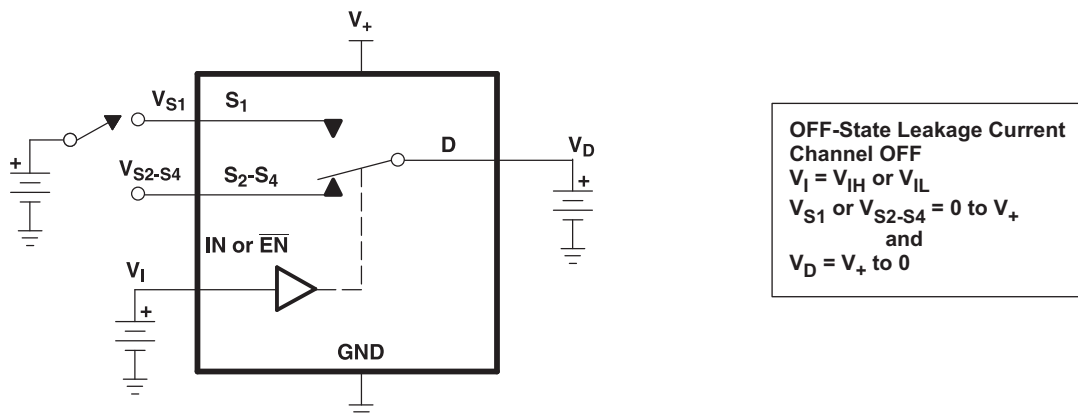 V+
VS1
S1
+
VS2-S4
S2-S4
D
VD
+
IN or E̅N̅
VI
+
GND
OFF-State Leakage Current
Channel OFF
VI = VIH or VIL
VS1 or VS2-S4 = 0 to V+
and
VD = V+ to 0